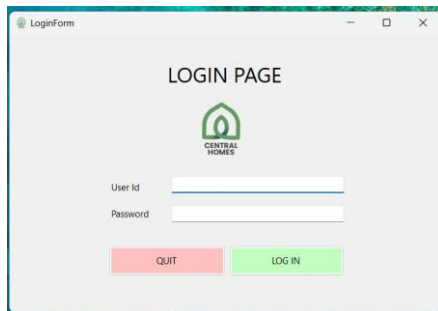 LoginForm
LOGIN PAGE
CENTRAL
HOMES
User Id
Password
QUIT
LOG IN